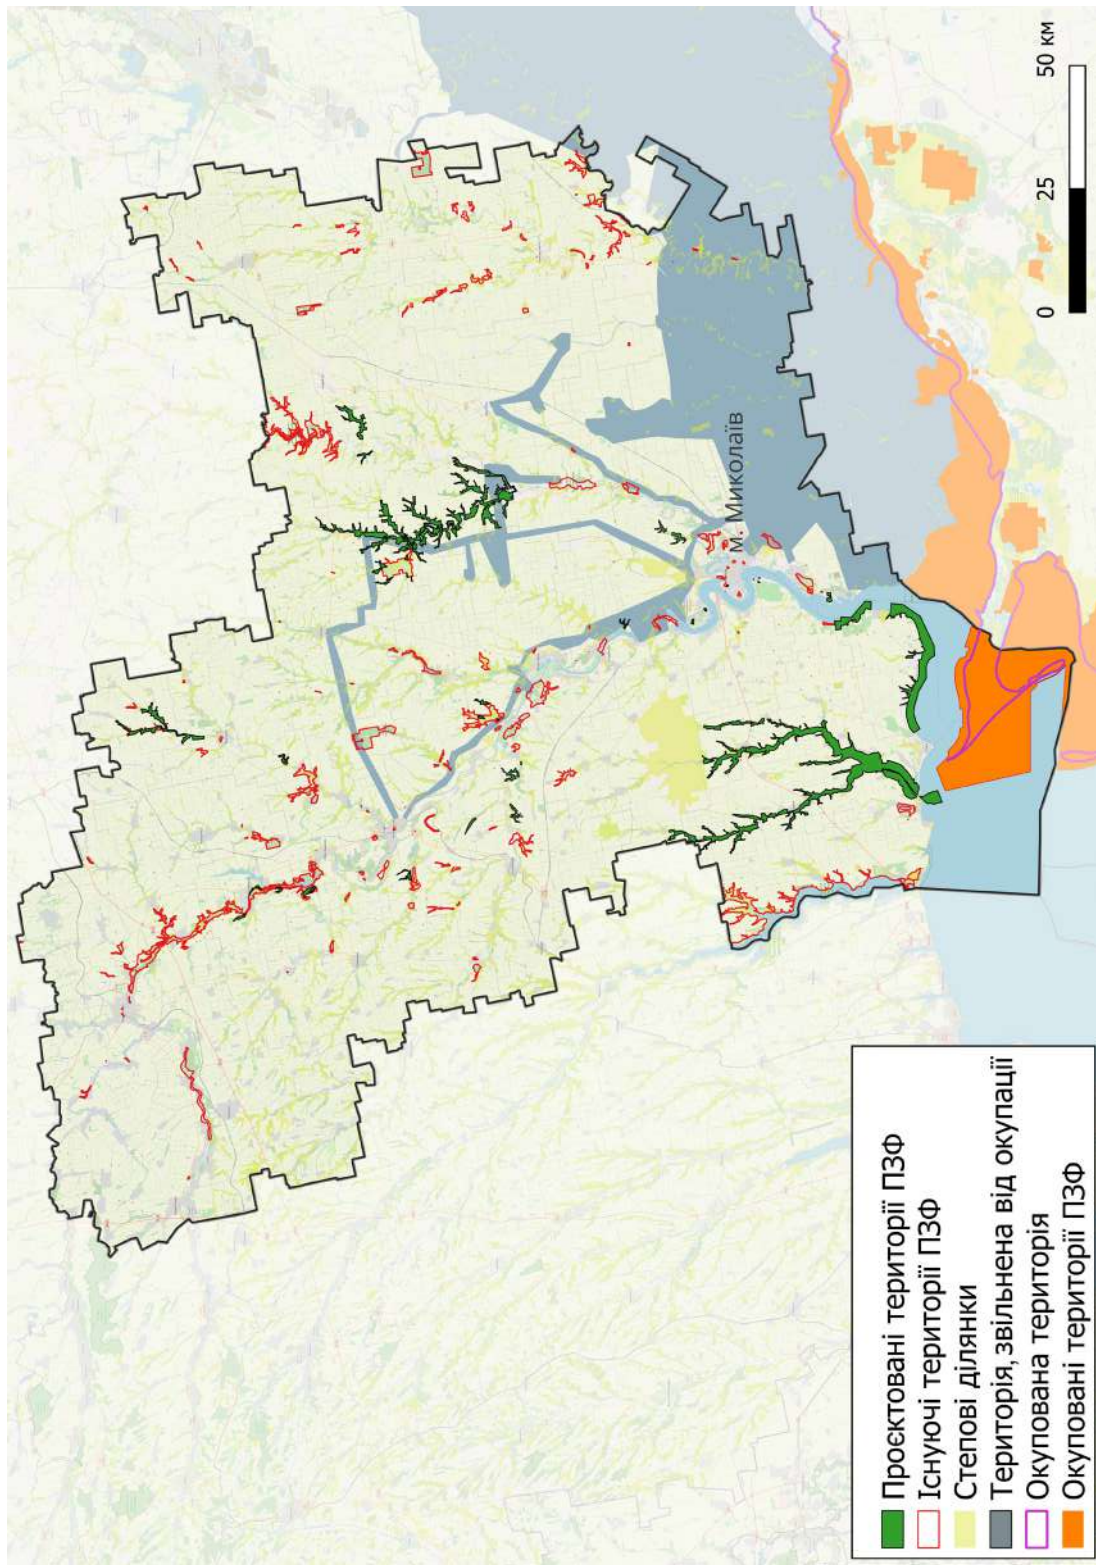 м. Миколаїв
0 25 50 км
Проєктовані території ПЗФ
Існуючі території ПЗФ
Степові ділянки
Територія, звільнена від окупації
Окупована територія
Окуповані території ПЗФ